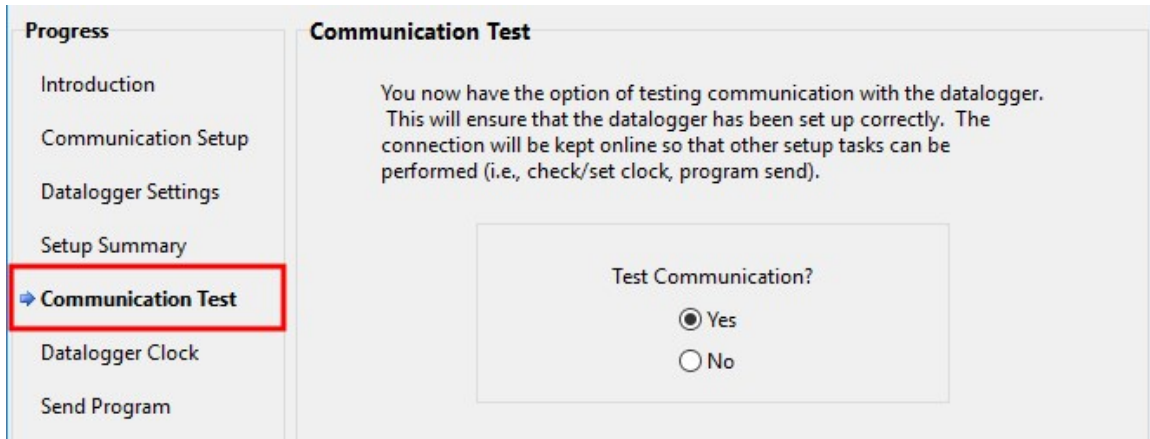 Progress
Introduction
Communication Setup
Datalogger Settings
Setup Summary
Communication Test
Datalogger Clock
Send Program
Communication Test
You now have the option of testing communication with the datalogger.
This will ensure that the datalogger has been set up correctly. The
connection will be kept online so that other setup tasks can be
performed (i.e., check/set clock, program send).
Test Communication?
Yes
No